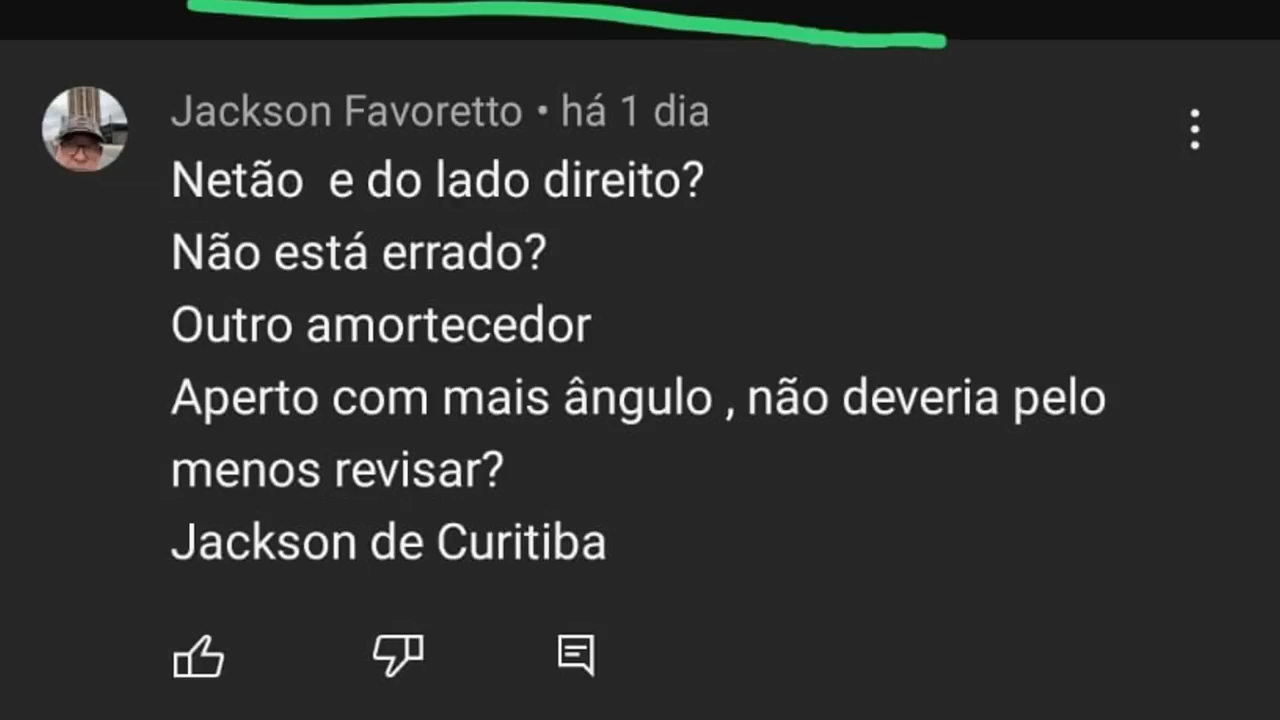 Jackson Favoretto • há 1 dia
Netão  e do lado direito?
Não está errado?
Outro amortecedor
Aperto com mais ângulo , não deveria pelo
menos revisar?
Jackson de Curitiba